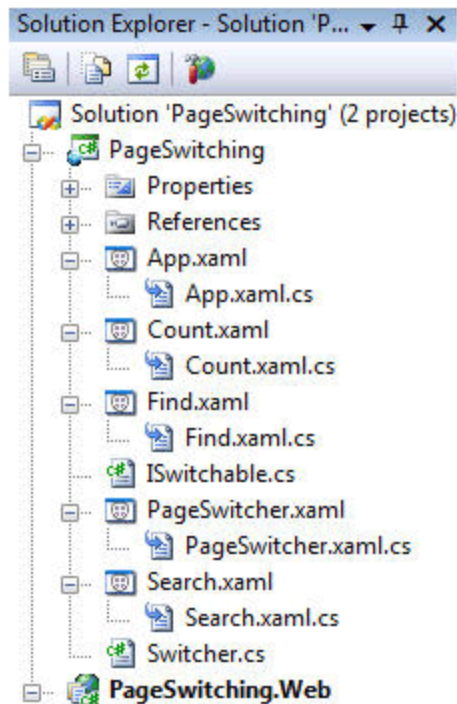 Solution Explorer - Solution 'P...
Solution 'PageSwitching' (2 projects)
PageSwitching
Properties
References
App.xaml
App.xaml.cs
Count.xaml
Count.xaml.cs
Find.xaml
Find.xaml.cs
ISwitchable.cs
PageSwitcher.xaml
PageSwitcher.xaml.cs
Search.xaml
Search.xaml.cs
Switcher.cs
PageSwitching.Web